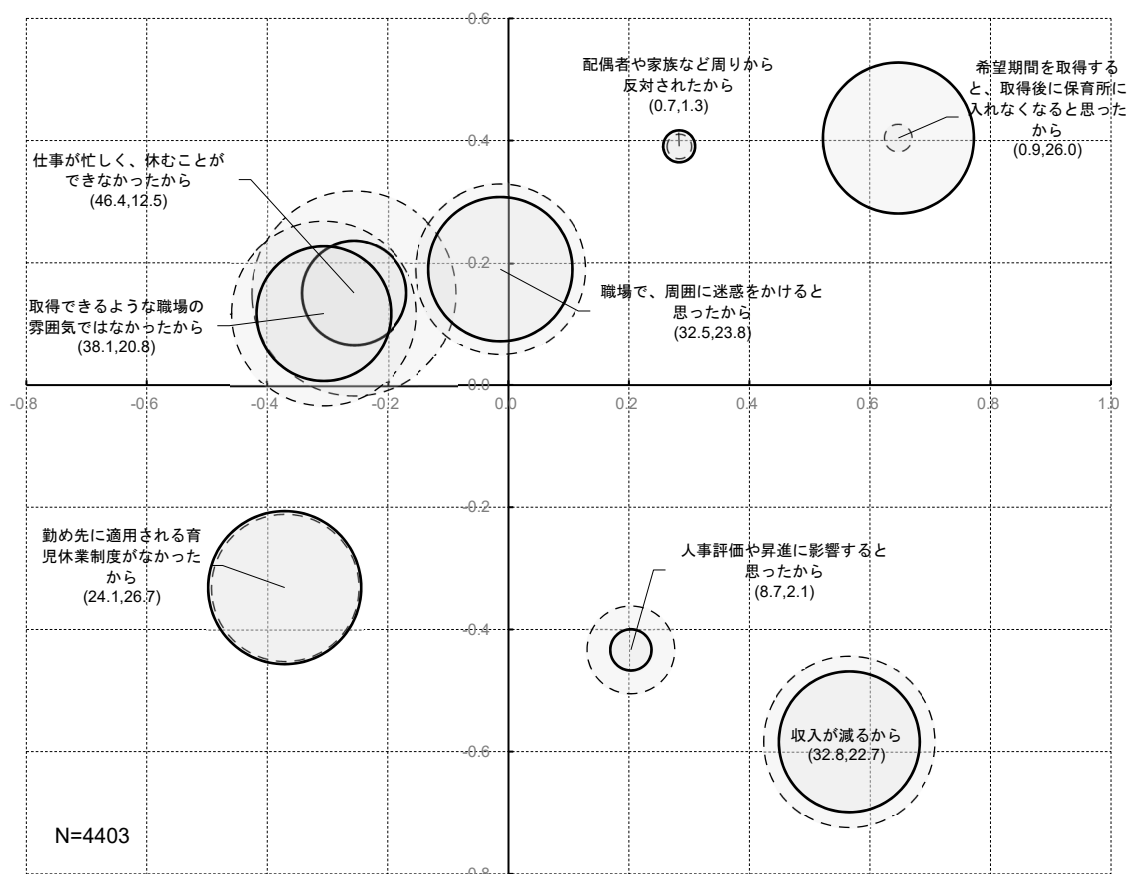 0.6
配偶者や家族など周りから
反対されたから
(0.7,1.3)
希望期間を取得する
と、取得後に保育所に
入れなくなると思った
から
(0.9,26.0)
0.4
仕事が忙しく、休むことが
できなかったから
(46.4,12.5)
0.2
取得できるような職場の
雰囲気ではなかったから
(38.1,20.8)
職場で、周囲に迷惑をかけると
思ったから
(32.5,23.8)
0.0
-0.8 -0.6 -0.4 -0.2 0.0 0.2 0.4 0.6 0.8 1.0
-0.2
勤め先に適用される育
児休業制度がなかった
から
(24.1,26.7)
人事評価や昇進に影響すると
思ったから
(8.7,2.1)
-0.4
-0.6
収入が減るから
(32.8,22.7)
N=4403
-0.8